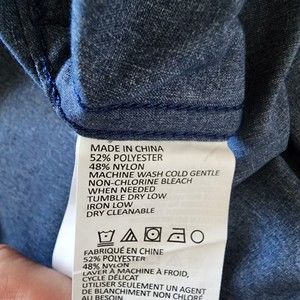 MADE IN CHINA
52% POLYESTER
48% NYLON
MACHINE WASH COLD GENTLE
NON-CHLORINE BLEACH
WHEN NEEDED
TUMBLE DRY LOW
IRON LOW
DRY CLEANABLE
FABRIQUÉ EN CHINE
52% POLYESTER
48% NYLON
LAVER À MACHINE À FROID,
CYCLE DÉLICAT
UTILISER SEULEMENT UN AGENT
DE BLANCHIMENT NON CHLORÉ
AU BESOIN